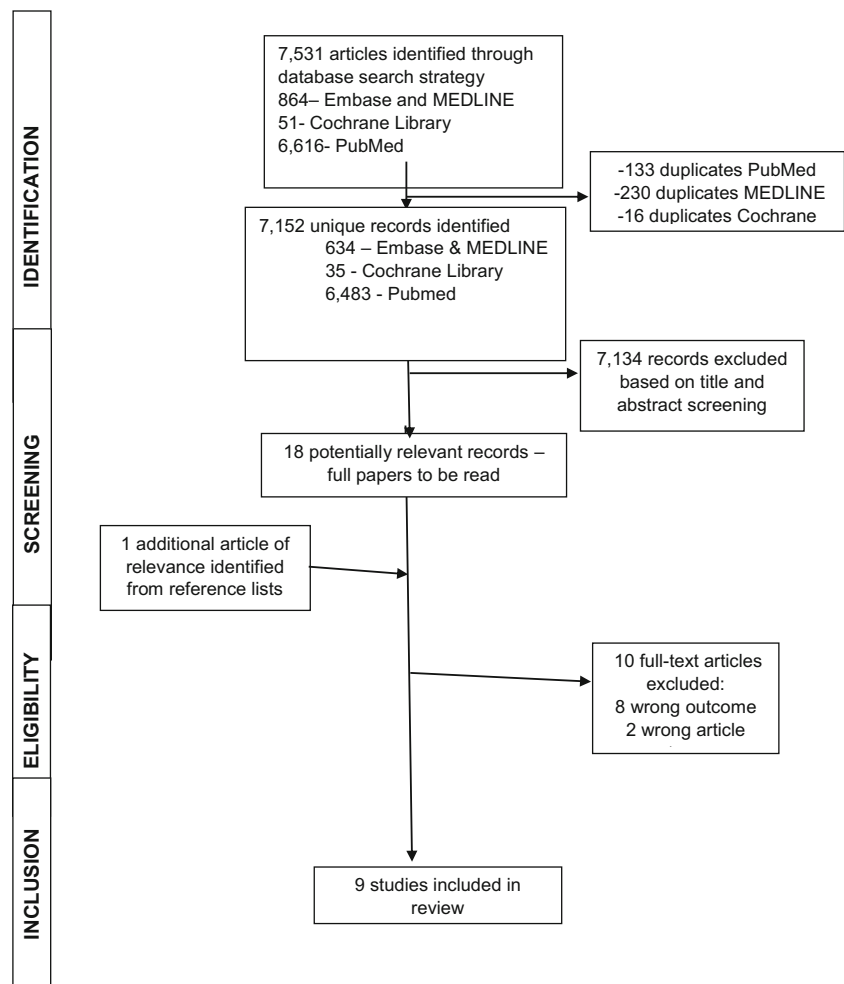 IDENTIFICATION
7,531 articles identified through
database search strategy
864– Embase and MEDLINE
51- Cochrane Library
6,616- PubMed
-133 duplicates PubMed
-230 duplicates MEDLINE
-16 duplicates Cochrane
7,152 unique records identified
634 – Embase & MEDLINE
35 - Cochrane Library
6,483 - Pubmed
SCREENING
7,134 records excluded
based on title and
abstract screening
18 potentially relevant records –
full papers to be read
1 additional article of
relevance identified
from reference lists
ELIGIBILITY
10 full-text articles
excluded:
8 wrong outcome
2 wrong article
INCLUSION
9 studies included in
review